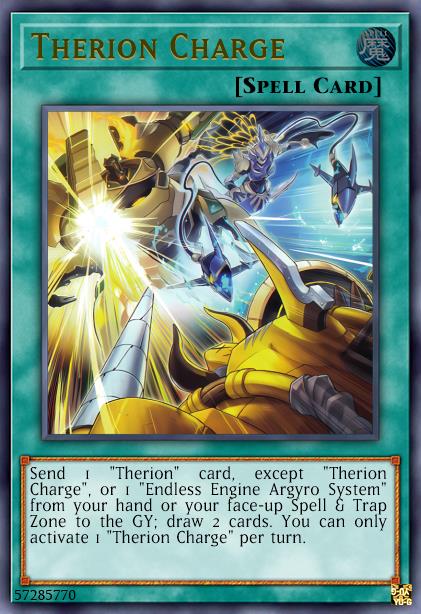 Therion Charge
SPELL
魔
[Spell Card]
Send 1 "Therion" card, except "Therion
Charge", or 1 "Endless Engine Argyro System"
from your hand or your face-up Spell & Trap
Zone to the GY; draw 2 cards. You can only
activate 1 "Therion Charge" per turn.
57285770